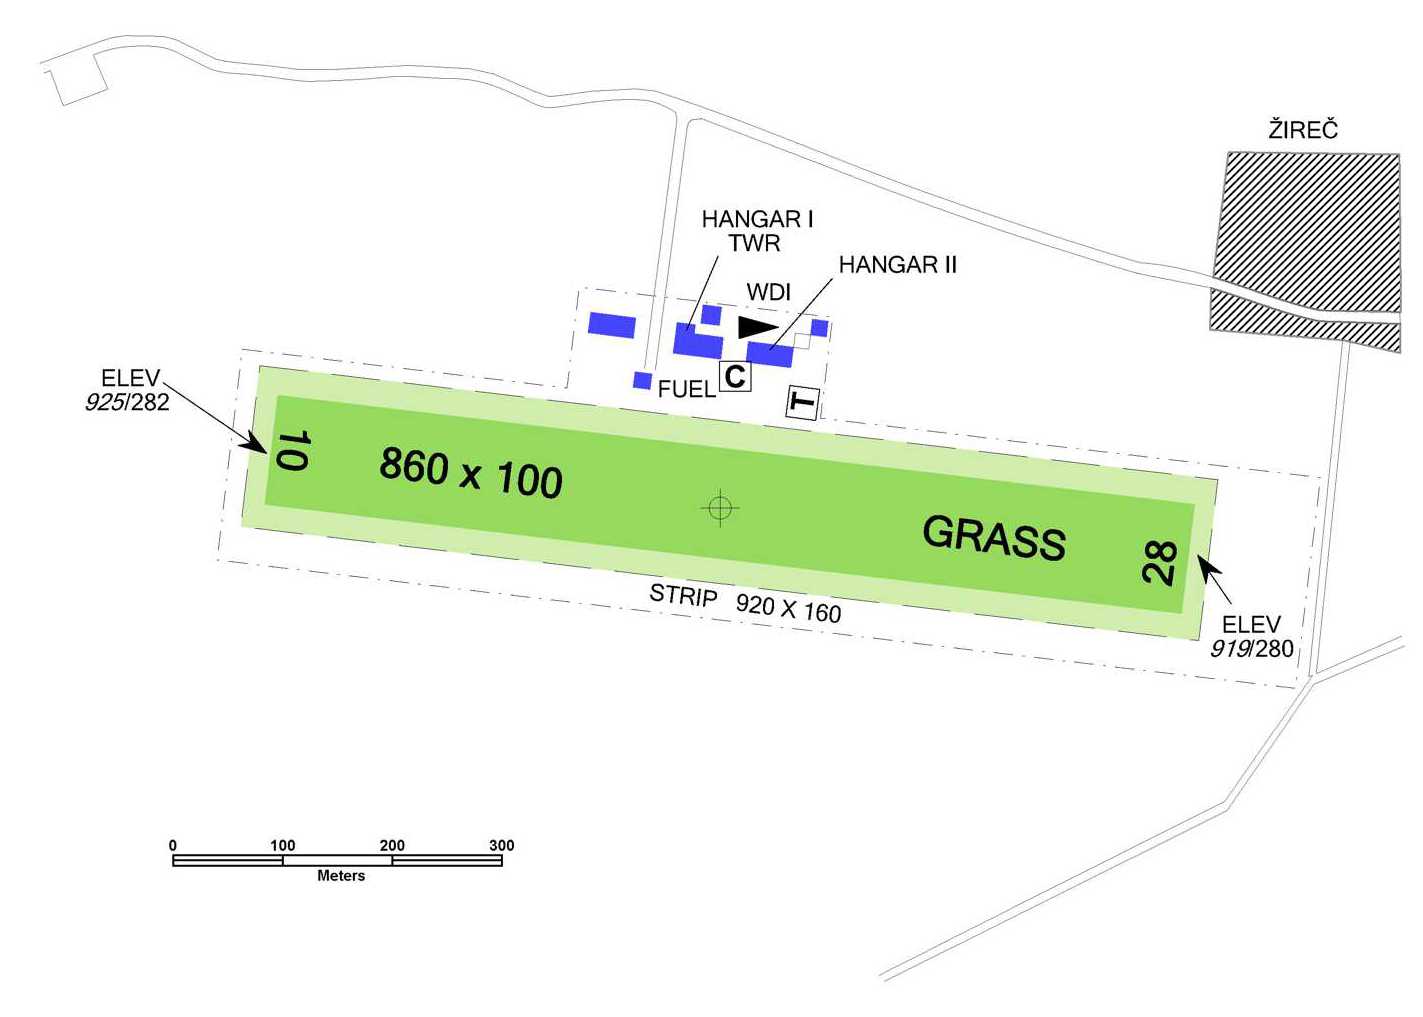 ŽIREČ
HANGAR I
TWR
HANGAR II
WDI
ELEV
925/282
FUEL
C
T
10
860 x 100
GRASS
28
STRIP 920 X 160
ELEV
919/280
0 100 200 300
Meters